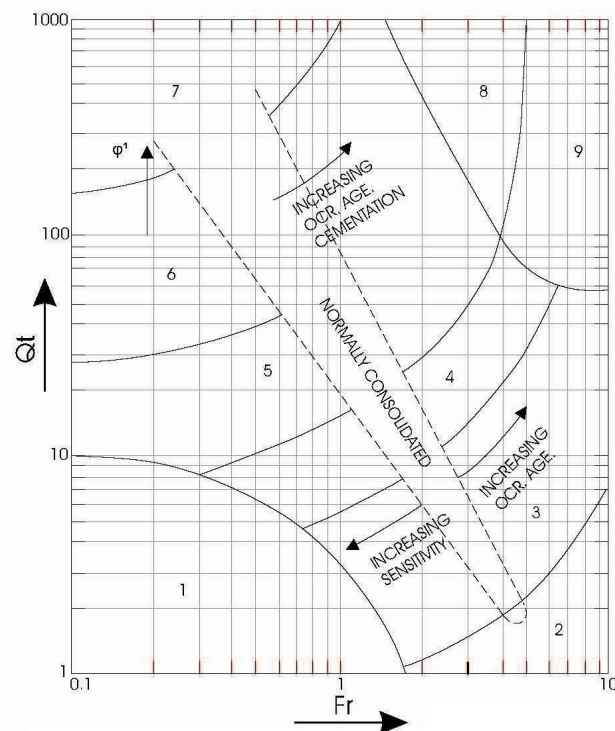 1000
7
8
φ'
9
INCREASING
OCR. AGE.
CEMENTATION
100
6
Qt
NORMALLY CONSOLIDATED
5
4
10
INCREASING
OCR. AGE.
3
INCREASING
SENSITIVITY
1
2
1
0.1
1
10
Fr